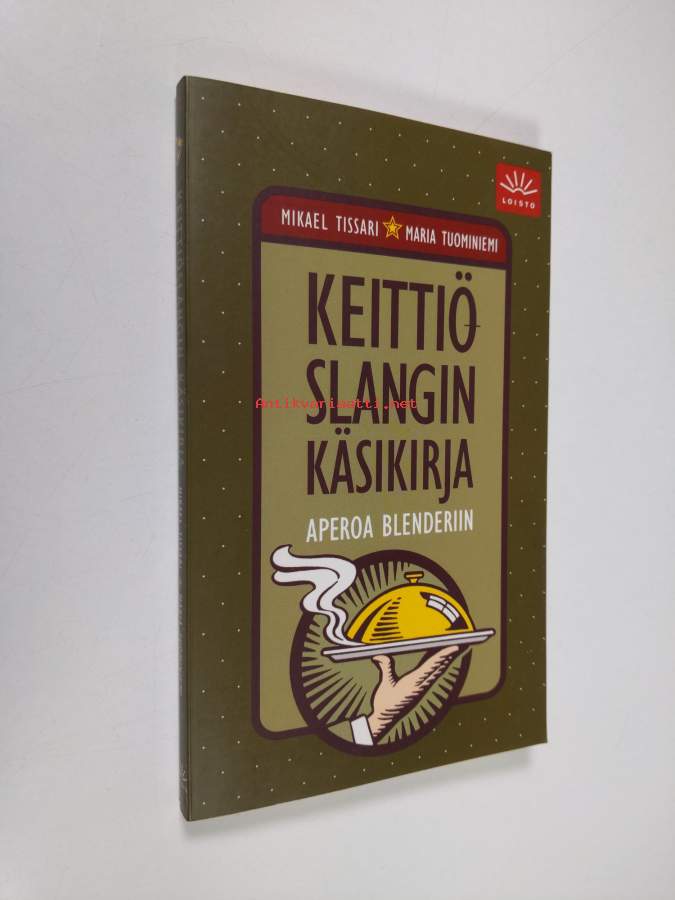 LOISTO
MIKAEL TISSARI MARIA TUOMINIEMI
KEITTIÖ-
SLANGIN
Antikvariaatti.net
KÄSIKIRJA
APEROA BLENDERIIN